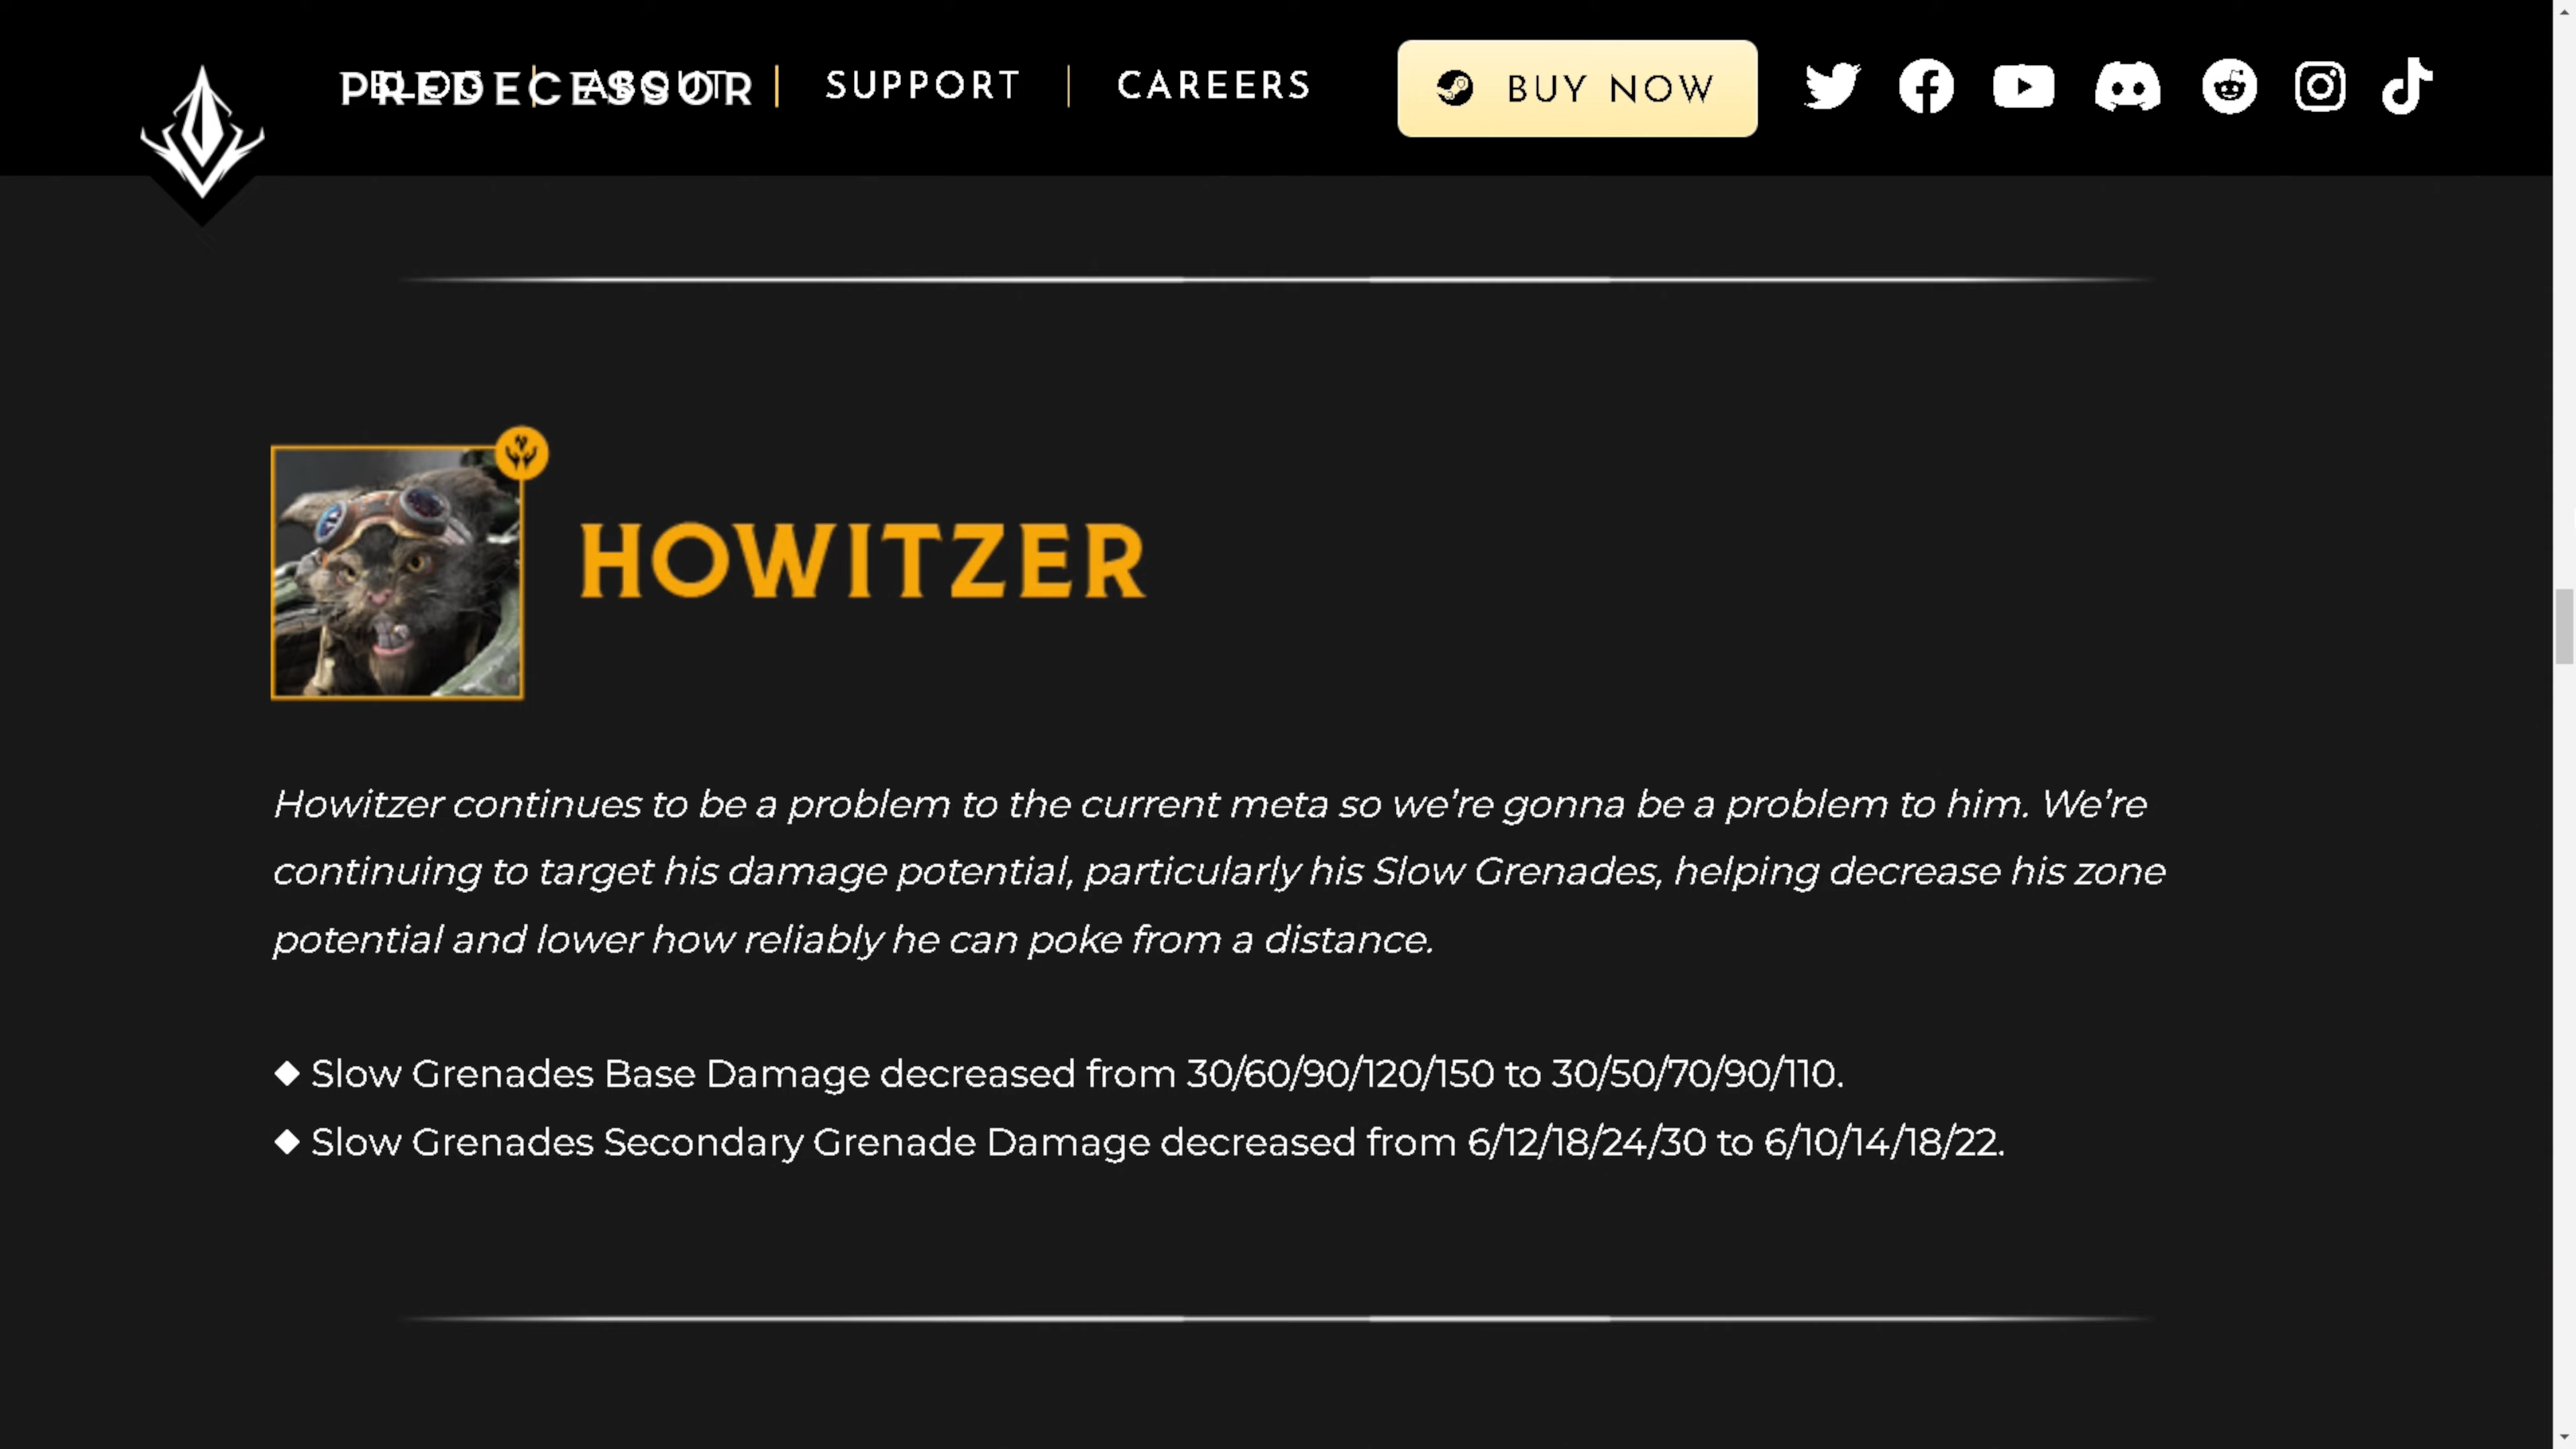 PREDECESSOR
BLOG | ABOUT | SUPPORT | CAREERS
BUY NOW
HOWITZER
Howitzer continues to be a problem to the current meta so we're gonna be a problem to him. We're
continuing to target his damage potential, particularly his Slow Grenades, helping decrease his zone
potential and lower how reliably he can poke from a distance.
◆ Slow Grenades Base Damage decreased from 30/60/90/120/150 to 30/50/70/90/110.
◆ Slow Grenades Secondary Grenade Damage decreased from 6/12/18/24/30 to 6/10/14/18/22.